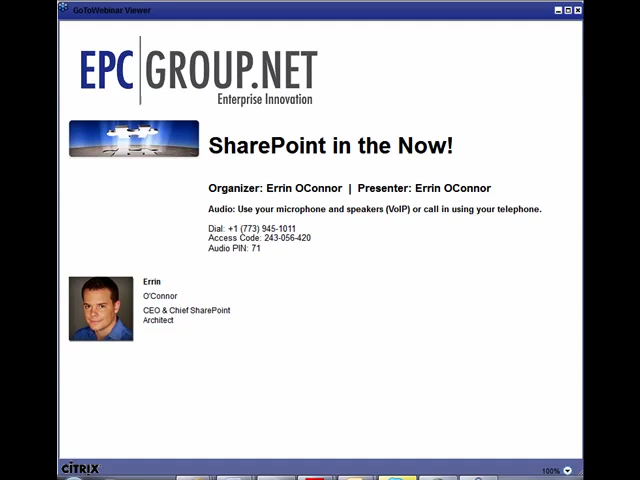 GoToWebinar Viewer
EPC GROUP.NET
Enterprise Innovation
SharePoint in the Now!
Organizer: Errin OConnor | Presenter: Errin OConnor
Audio: Use your microphone and speakers (VoIP) or call in using your telephone.
Dial: +1 (773) 945-1011
Access Code: 243-056-420
Audio PIN: 71
Errin
O'Connor
CEO & Chief SharePoint
Architect
CITRIX
100%